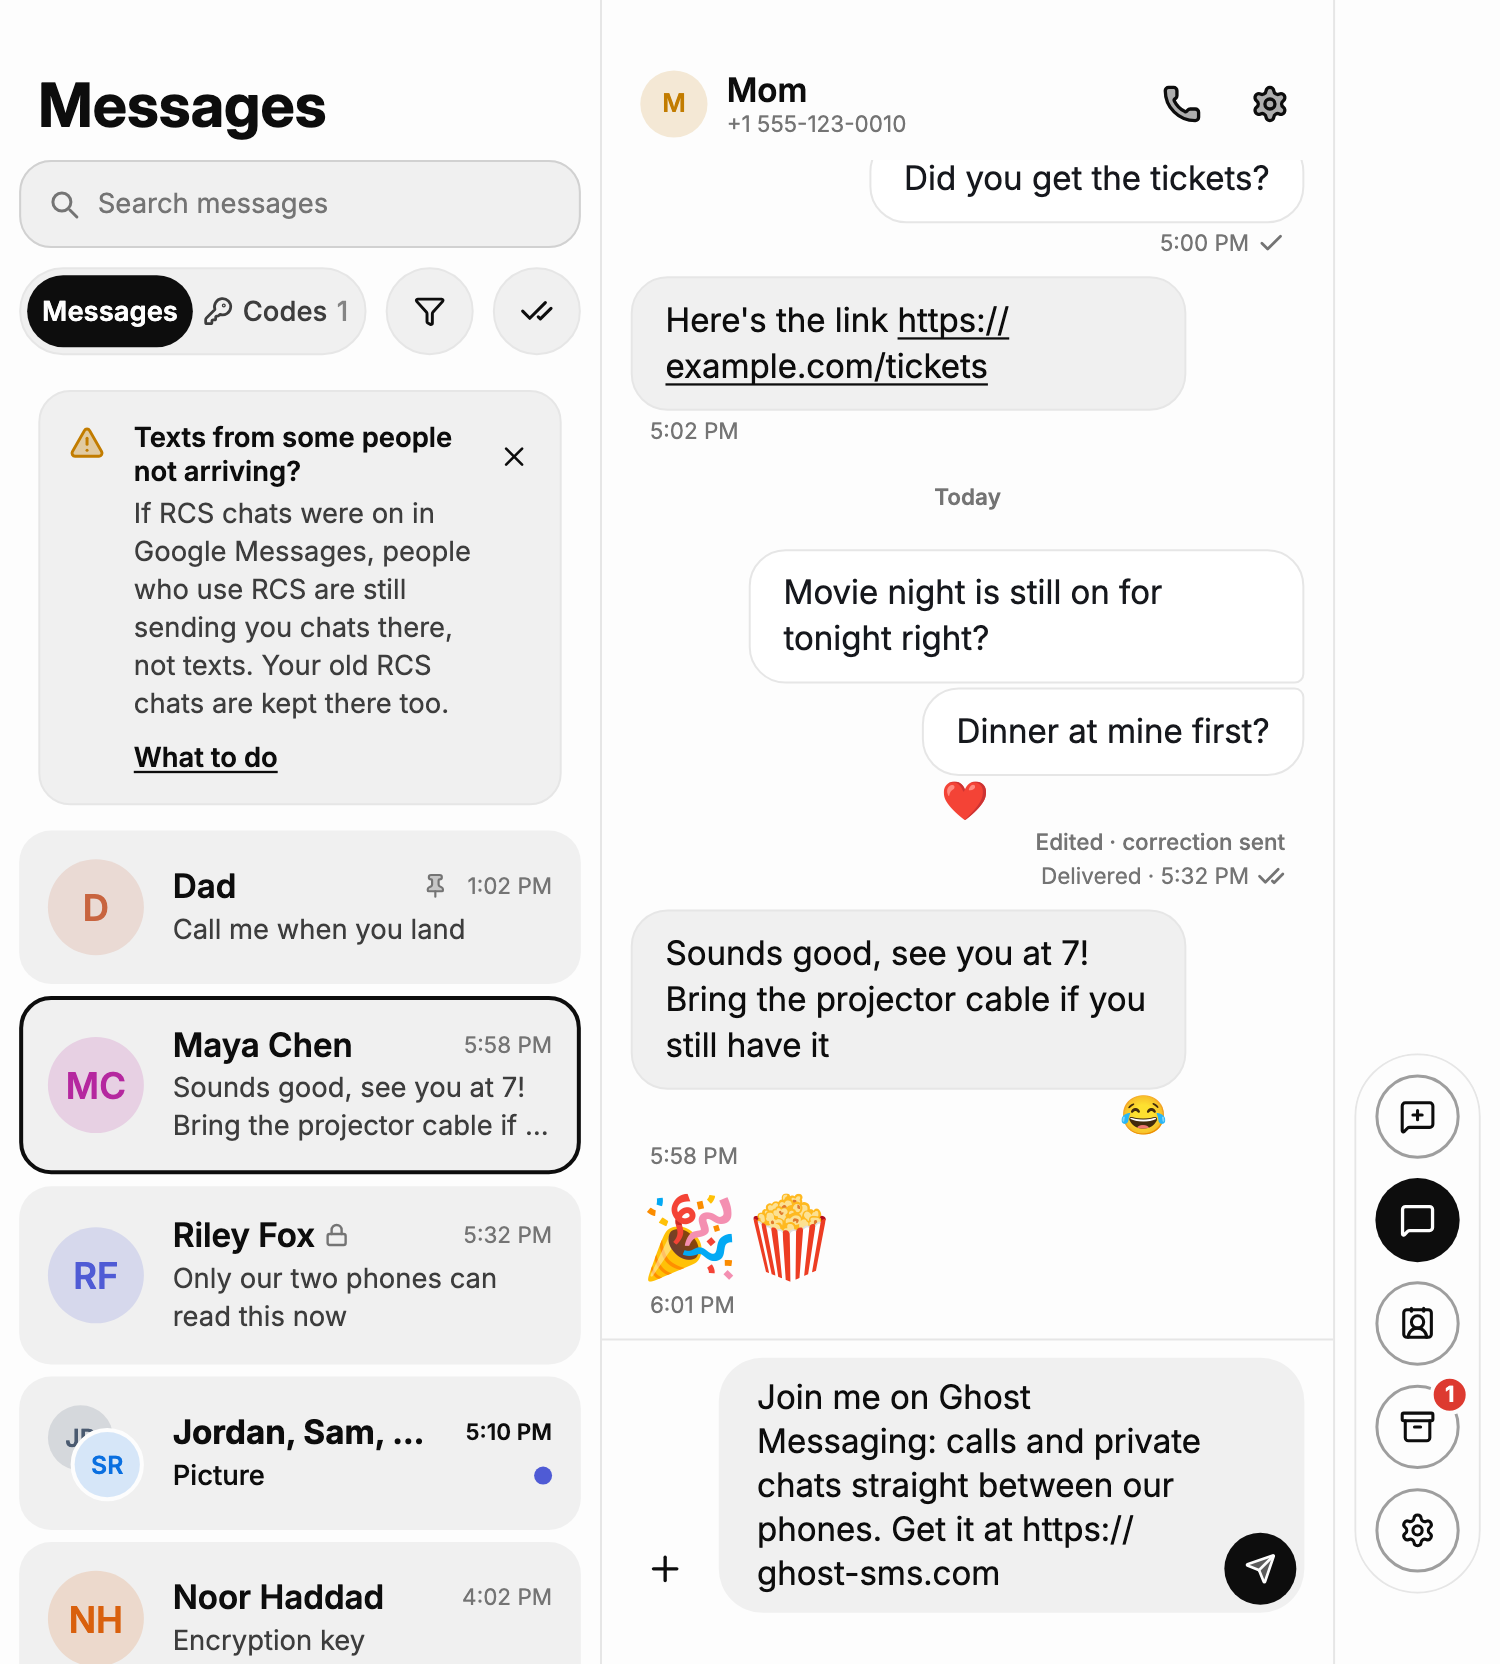 Messages
Search messages
Messages
Codes 1
Texts from some people
not arriving?
If RCS chats were on in
Google Messages, people
who use RCS are still
sending you chats there,
not texts. Your old RCS
chats are kept there too.
What to do
D
Dad
1:02 PM
Call me when you land
MC
Maya Chen
5:58 PM
Sounds good, see you at 7!
Bring the projector cable if ...
RF
Riley Fox
5:32 PM
Only our two phones can
read this now
SR
Jordan, Sam, ...
5:10 PM
Picture
NH
Noor Haddad
4:02 PM
Encryption key
M
Mom
+1 555-123-0010
Did you get the tickets?
5:00 PM
Here's the link https://
example.com/tickets
5:02 PM
Today
Movie night is still on for
tonight right?
Dinner at mine first?
❤️
Edited · correction sent
Delivered · 5:32 PM
Sounds good, see you at 7!
Bring the projector cable if you
still have it
😂
5:58 PM
🎉🍿
6:01 PM
Join me on Ghost
Messaging: calls and private
chats straight between our
phones. Get it at https://
ghost-sms.com
1